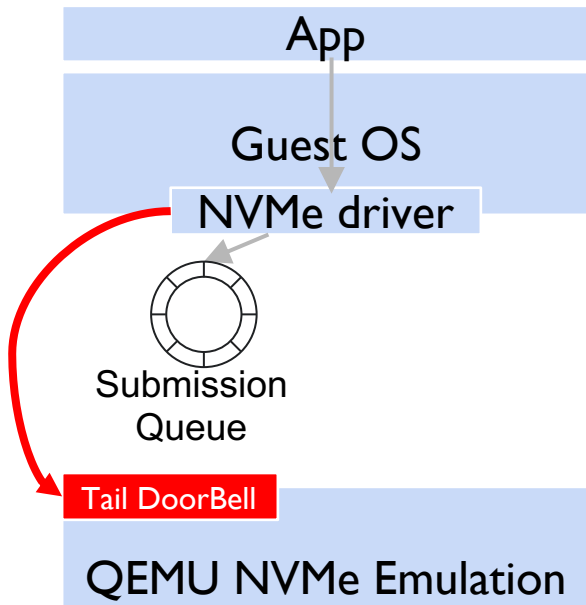 App
Guest OS
NVMe driver
Submission
Queue
Tail DoorBell
QEMU NVMe Emulation